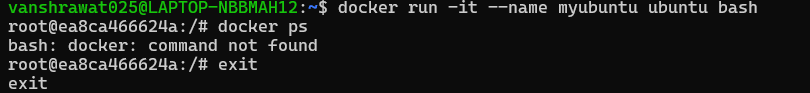 vanshrawat025@LAPTOP-NBBMAH12:~$ docker run -it --name myubuntu ubuntu bash
root@ea8ca466624a:/# docker ps
bash: docker: command not found
root@ea8ca466624a:/# exit
exit